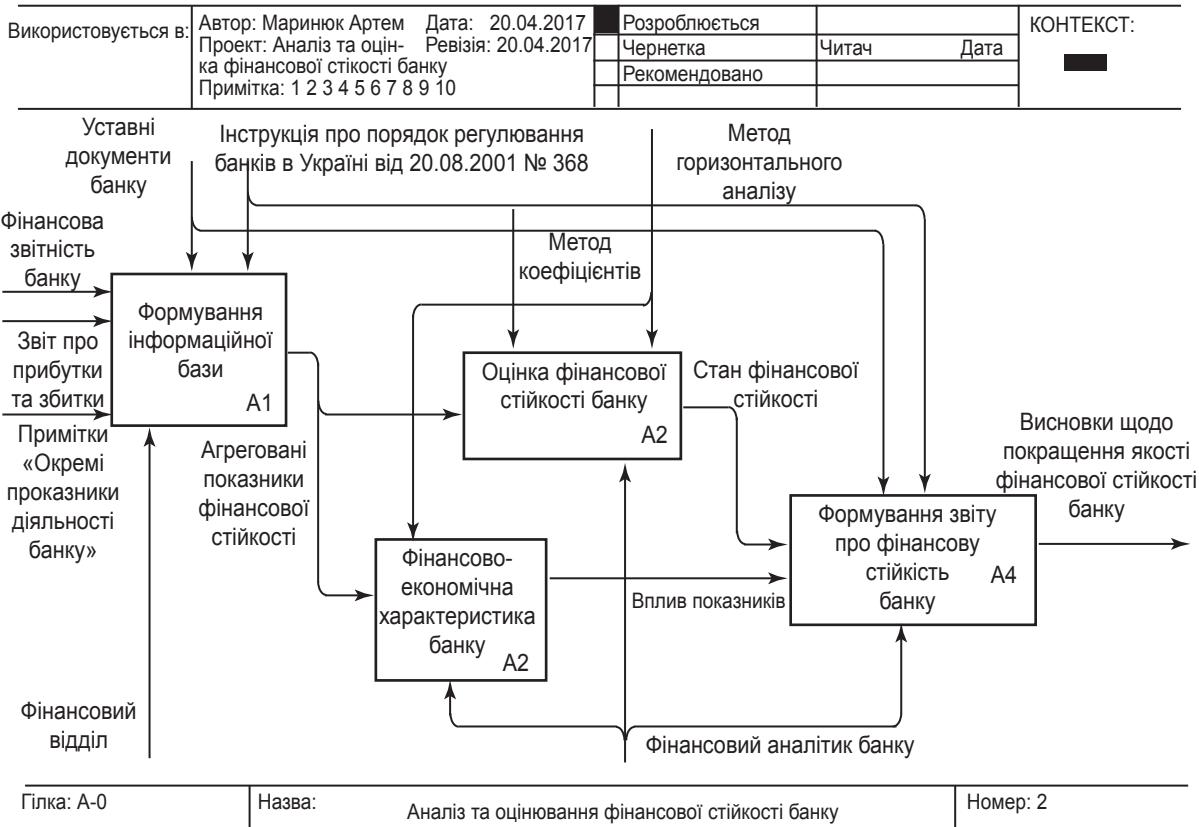 Використовується в:
Автор: Маринюк Артем Дата: 20.04.2017
Проект: Аналіз та оцін- Ревізія: 20.04.2017
ка фінансової стікості банку
Примітка: 1 2 3 4 5 6 7 8 9 10
Розроблюється
Чернетка
Рекомендовано
Читач Дата
КОНТЕКСТ:
Уставні
документи
банку
Інструкція про порядок регулювання
банків в Україні від 20.08.2001 № 368
Метод
горизонтального
аналізу
Фінансова
звітність
банку
Метод
коефіцієнтів
Формування
інформаційної
бази
А1
Звіт про
прибутки
та збитки
Оцінка фінансової
стійкості банку
А2
Стан фінансової
стійкості
Примітки
«Окремі
проказники
діяльності
банку»
Агреговані
показники
фінансової
стійкості
Висновки щодо
покращення якості
фінансової стійкості
банку
Формування звіту
про фінансову
стійкість
банку
А4
Фінансово-
економічна
характеристика
банку
А2
Вплив показників
Фінансовий
відділ
Фінансовий аналітик банку
Гілка: А-0
Назва:
Аналіз та оцінювання фінансової стійкості банку
Номер: 2